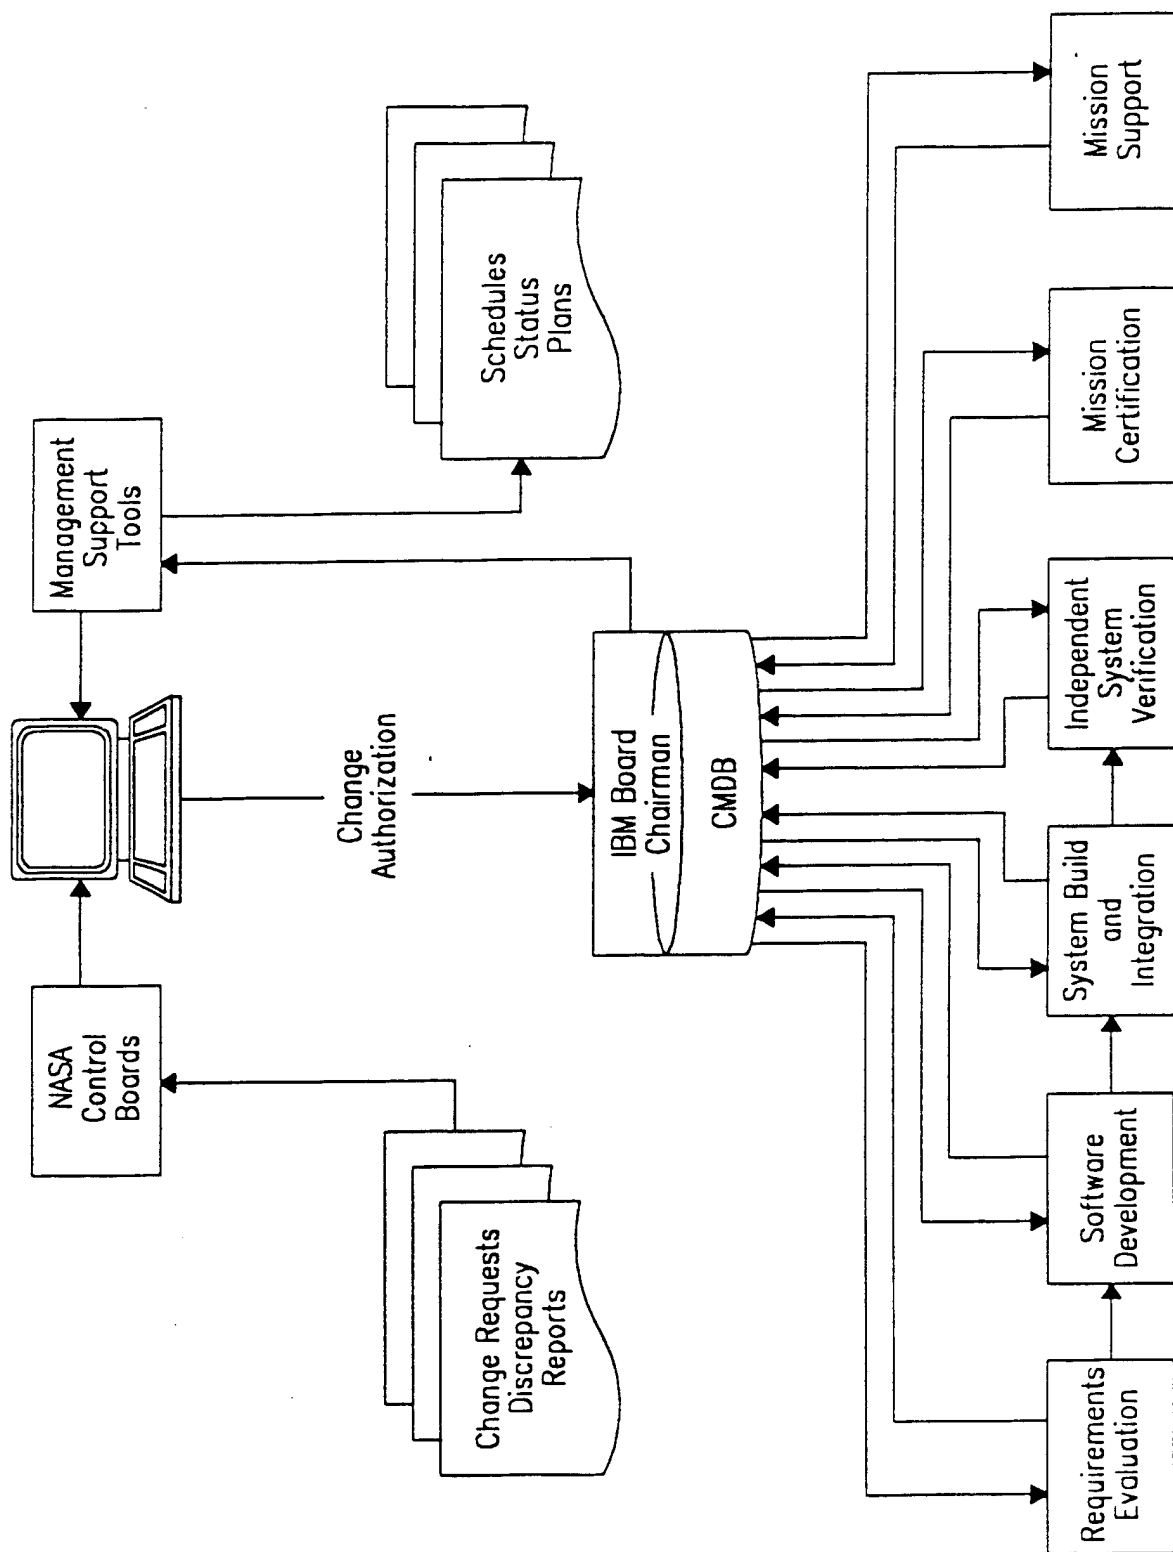 NASA
Control
Boards
Management
Support
Tools
Change
Authorization
Change Requests
Discrepancy
Reports
Schedules
Status
Plans
IBM Board
Chairman
CMDB
Requirements
Evaluation
Software
Development
System Build
and
Integration
Independent
System
Verification
Mission
Certification
Mission
Support